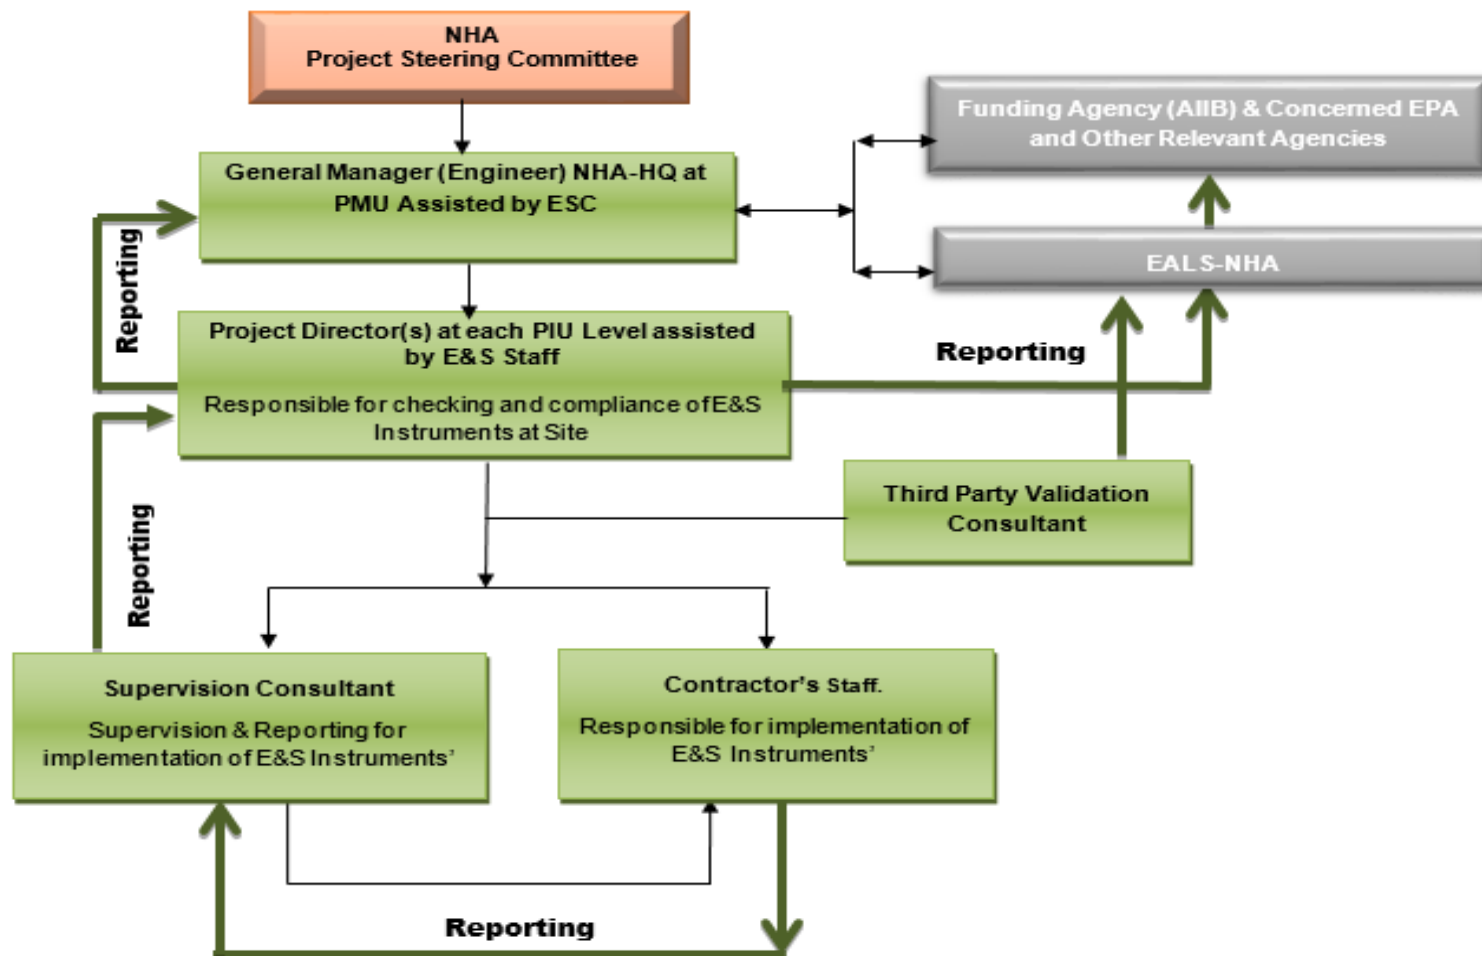 NHA
Project Steering Committee
Funding Agency (AIIB) & Concerned EPA
and Other Relevant Agencies
General Manager (Engineer) NHA-HQ at
PMU Assisted by ESC
EALS-NHA
Reporting
Project Director(s) at each PIU Level assisted
by E&S Staff
Responsible for checking and compliance of E&S
Instruments at Site
Reporting
Third Party Validation
Consultant
Reporting
Supervision Consultant
Supervision & Reporting for
implementation of E&S Instruments’
Contractor’s Staff.
Responsible for implementation of
E&S Instruments’
Reporting